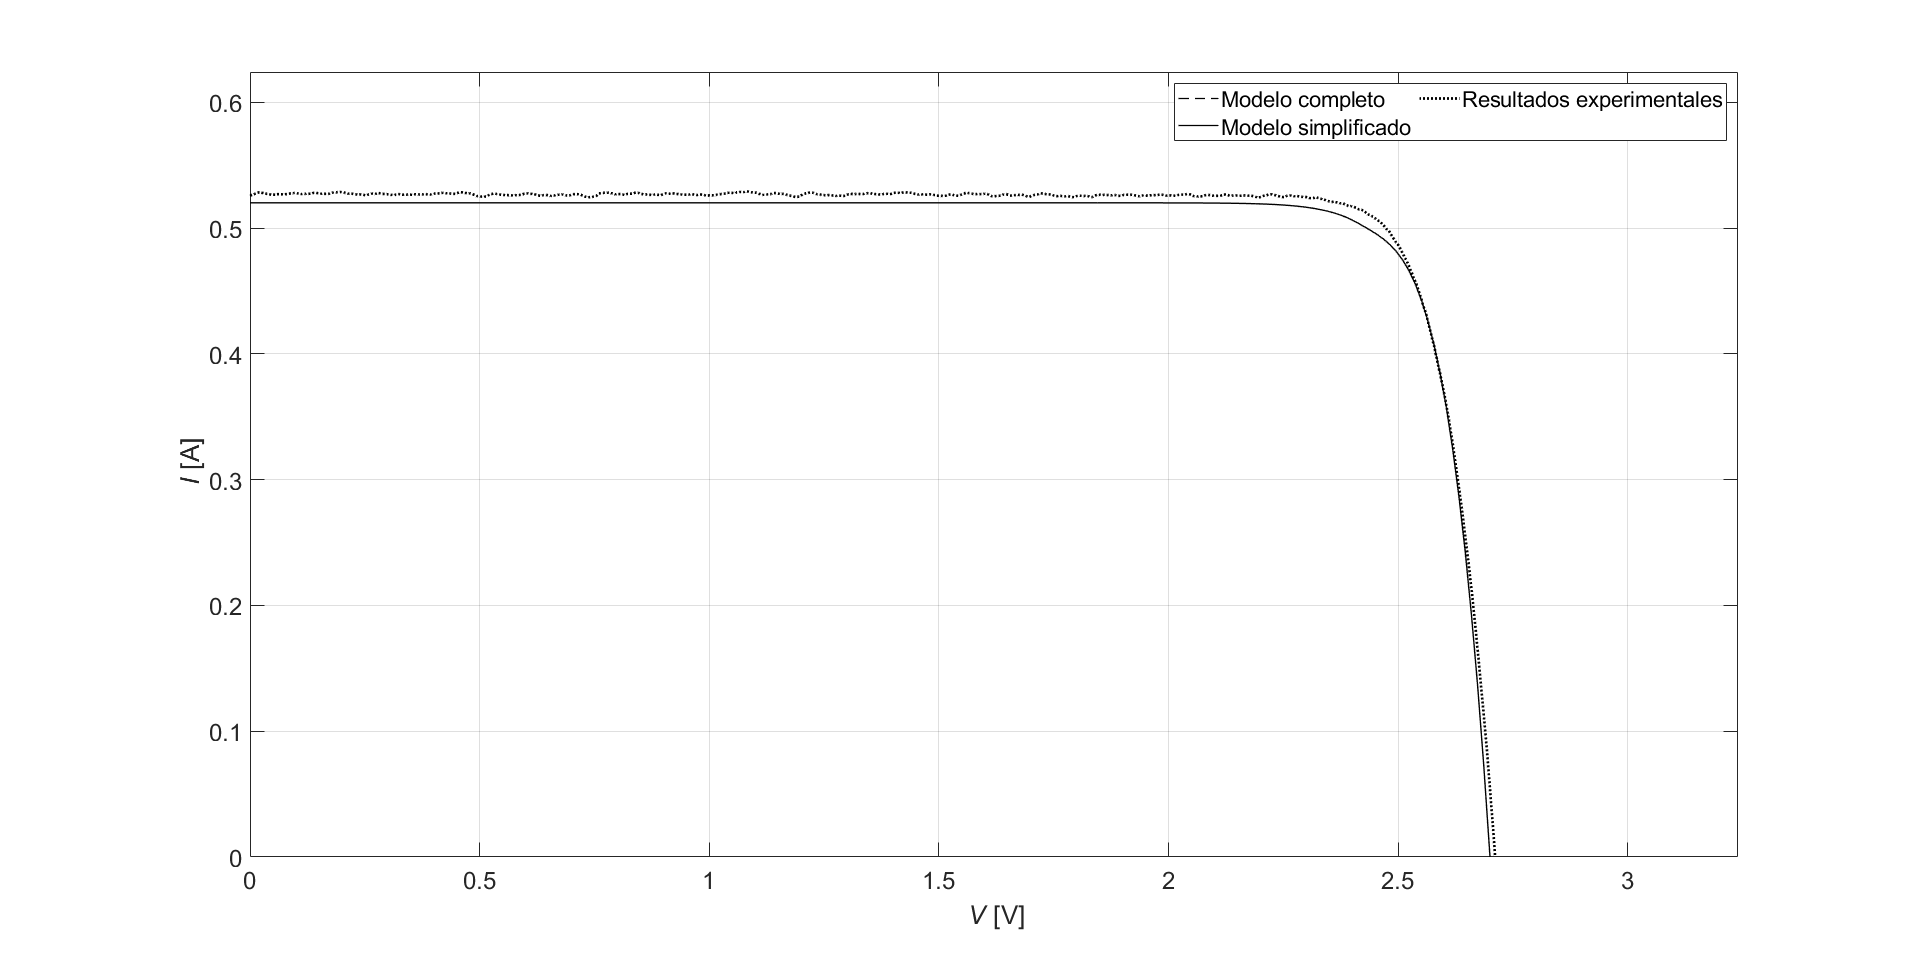 Modelo completo
Resultados experimentales
Modelo simplificado
0.6
0.5
0.4
0.3
0.2
0.1
0
I [A]
0
0.5
1
1.5
2
2.5
3
V [V]